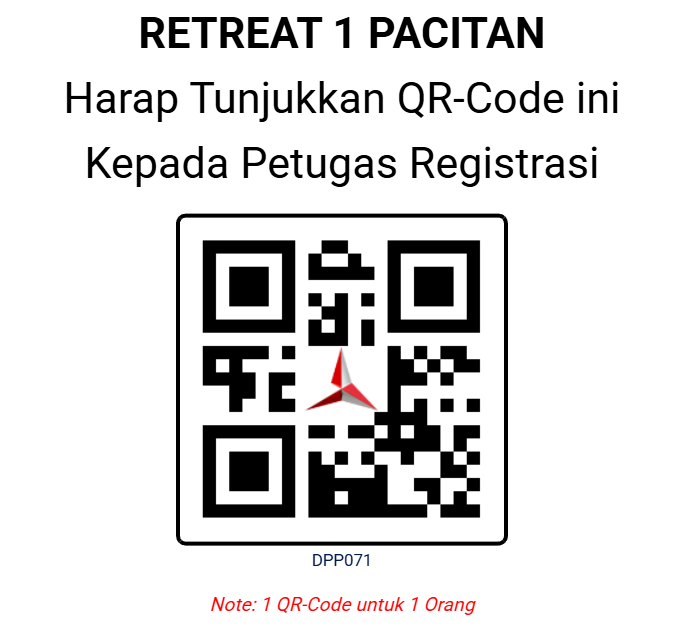 RETREAT 1 PACITAN
Harap Tunjukkan QR-Code ini
Kepada Petugas Registrasi
DPP071
Note: 1 QR-Code untuk 1 Orang